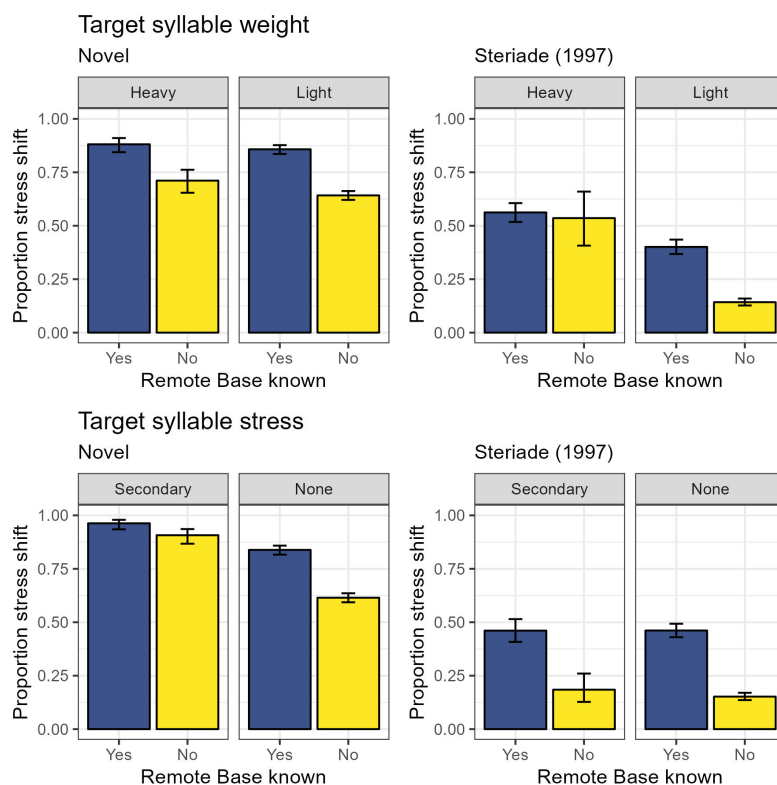 Target syllable weight
Novel
Steriade (1997)
Heavy
Light
Heavy
Light
1.00
0.75
0.50
0.25
0.00
1.00
0.75
0.50
0.25
0.00
Proportion stress shift
Proportion stress shift
Yes
No
Yes
No
Yes
No
Yes
No
Remote Base known
Remote Base known
Target syllable stress
Novel
Steriade (1997)
Secondary
None
Secondary
None
1.00
0.75
0.50
0.25
0.00
1.00
0.75
0.50
0.25
0.00
Proportion stress shift
Proportion stress shift
Yes
No
Yes
No
Yes
No
Yes
No
Remote Base known
Remote Base known